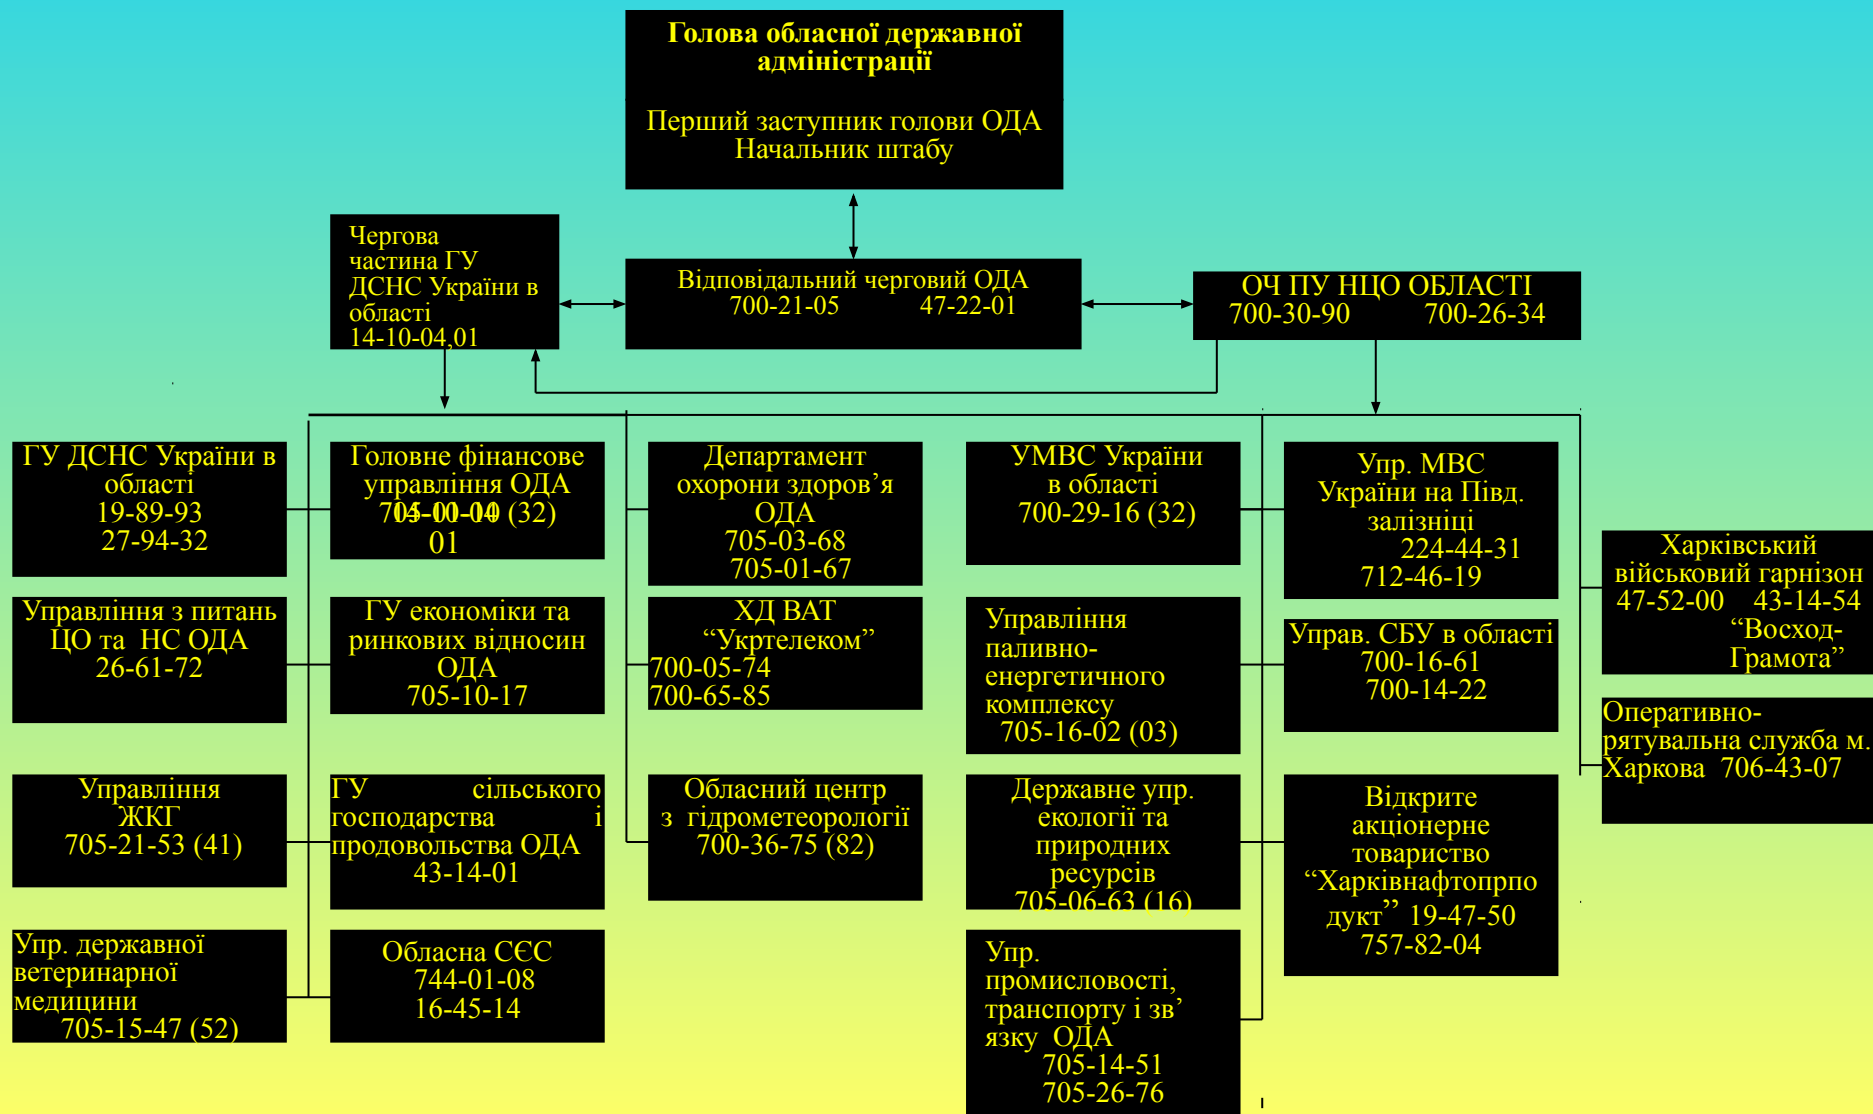 Голова обласної державної
адміністрації
Перший заступник голови ОДА
Начальник штабу
Чергова
частина ГУ
ДСНС України в
області
14-10-04,01
Відповідальний черговий ОДА
700-21-05 47-22-01
ОЧ ПУ НЦО ОБЛАСТІ
700-30-90 700-26-34
ГУ ДСНС України в
області
19-89-93
27-94-32
Головне фінансове
управління ОДА
(32)
01
Департамент
охорони здоров’я
ОДА
705-03-68
705-01-67
УМВС України
в області
700-29-16 (32)
Упр. МВС
України на Півд.
залізниці
224-44-31
712-46-19
Харківський
військовий гарнізон
47-52-00 43-14-54
“Восход-
Грамота”
Управління з питань
ЦО та НС ОДА
26-61-72
ГУ економіки та
ринкових відносин
ОДА
705-10-17
ХД ВАТ
“Укртелеком”
700-05-74
700-65-85
Управління
паливно-
енергетичного
комплексу
705-16-02 (03)
Управ. СБУ в області
700-16-61
700-14-22
Оперативно-
рятувальна служба м.
Харкова 706-43-07
Управління
ЖКГ
705-21-53 (41)
ГУ сільського
господарства і
продовольства ОДА
43-14-01
Обласний центр
з гідрометеорології
700-36-75 (82)
Державне упр.
екології та
природних
ресурсів
705-06-63 (16)
Відкрите
акціонерне
товариство
“Харківнафтопрпо
дукт” 19-47-50
757-82-04
Упр. державної
ветеринарної
медицини
705-15-47 (52)
Обласна СЄС
744-01-08
16-45-14
Упр.
промисловості,
транспорту і зв’
язку ОДА
705-14-51
705-26-76